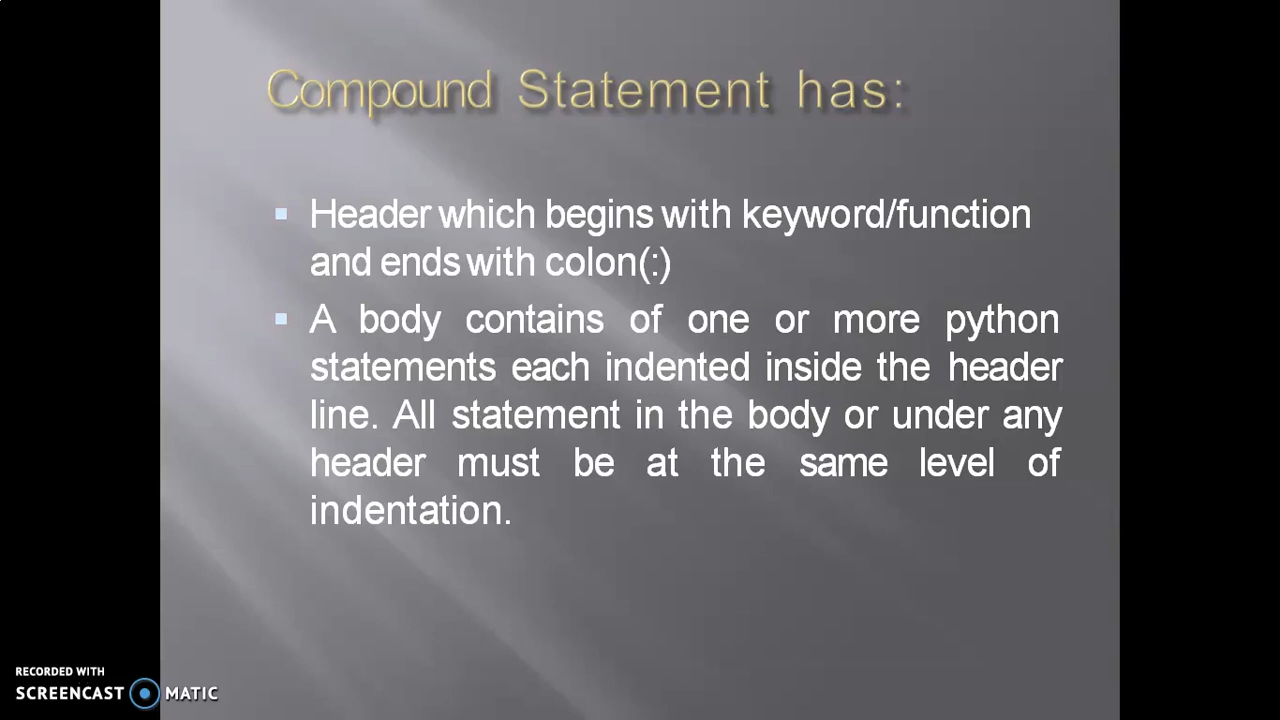 Compound Statement has:
▪ Header which begins with keyword/function
and ends with colon(:)
▪ A body contains of one or more python
statements each indented inside the header
line. All statement in the body or under any
header must be at the same level of
indentation.
RECORDED WITH
SCREENCAST MATIC